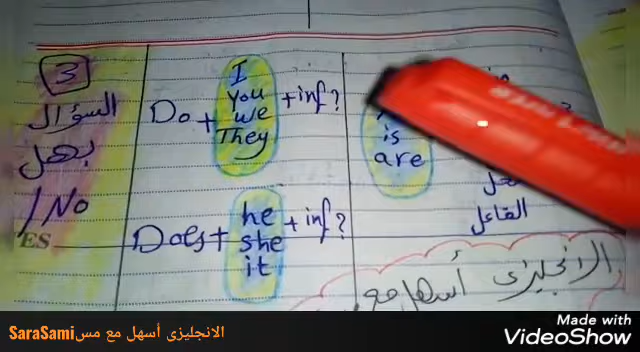 3
السؤال
بهل
/No
ES
Do + I you we They + inf?
Does + he she it + inf?
is
are
الفاعل
الانجليزى أسهل مع
SaraSami الانجليزى أسهل مع مس
Made with
VideoShow